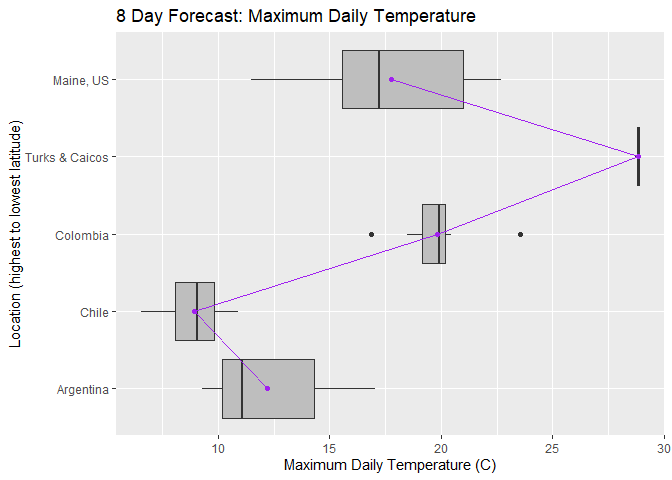 8 Day Forecast: Maximum Daily Temperature
Location (highest to lowest latitude)
Maine, US
Turks & Caicos
Colombia
Chile
Argentina
10 15 20 25 30
Maximum Daily Temperature (C)